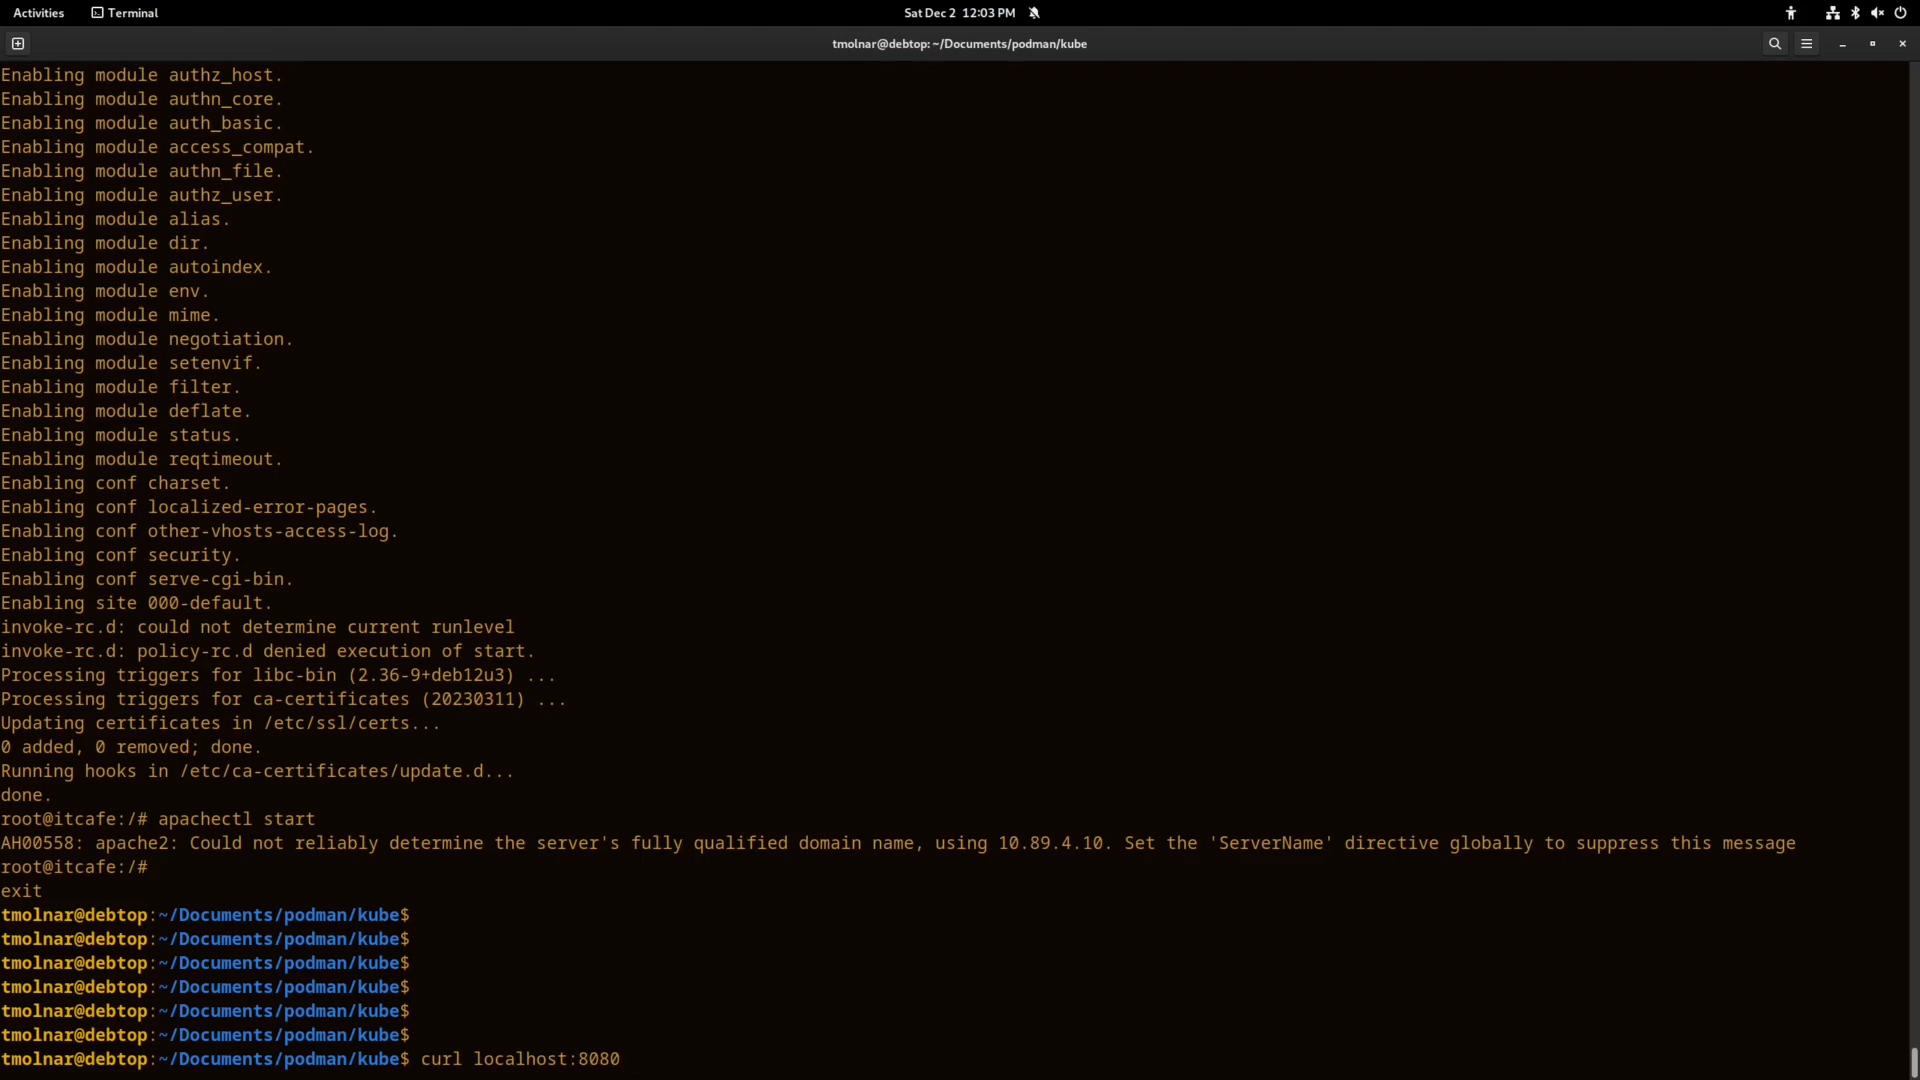 Activities Terminal Sat Dec 2 12:03 PM
tmolnar@debtop: ~/Documents/podman/kube
Enabling module authz_host.
Enabling module authn_core.
Enabling module auth_basic.
Enabling module access_compat.
Enabling module authn_file.
Enabling module authz_user.
Enabling module alias.
Enabling module dir.
Enabling module autoindex.
Enabling module env.
Enabling module mime.
Enabling module negotiation.
Enabling module setenvif.
Enabling module filter.
Enabling module deflate.
Enabling module status.
Enabling module reqtimeout.
Enabling conf charset.
Enabling conf localized-error-pages.
Enabling conf other-vhosts-access-log.
Enabling conf security.
Enabling conf serve-cgi-bin.
Enabling site 000-default.
invoke-rc.d: could not determine current runlevel
invoke-rc.d: policy-rc.d denied execution of start.
Processing triggers for libc-bin (2.36-9+deb12u3) ...
Processing triggers for ca-certificates (20230311) ...
Updating certificates in /etc/ssl/certs...
0 added, 0 removed; done.
Running hooks in /etc/ca-certificates/update.d...
done.
root@itcafe:/# apachectl start
AH00558: apache2: Could not reliably determine the server's fully qualified domain name, using 10.89.4.10. Set the 'ServerName' directive globally to suppress this message
root@itcafe:/#
exit
tmolnar@debtop:~/Documents/podman/kube$
tmolnar@debtop:~/Documents/podman/kube$
tmolnar@debtop:~/Documents/podman/kube$
tmolnar@debtop:~/Documents/podman/kube$
tmolnar@debtop:~/Documents/podman/kube$
tmolnar@debtop:~/Documents/podman/kube$
tmolnar@debtop:~/Documents/podman/kube$ curl localhost:8080